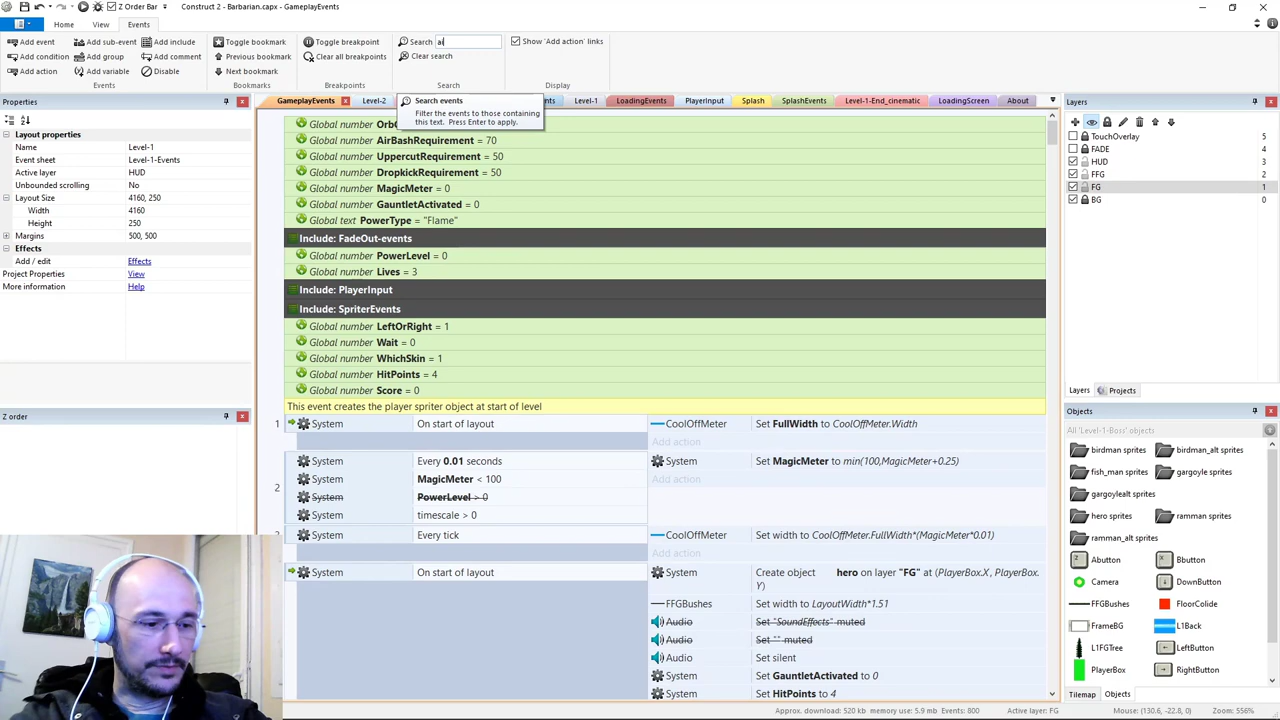 Z Order Bar
Construct 2 - Barbarian.capx - GameplayEvents
Home
View
Events
Add event
Add sub-event
Add include
Toggle bookmark
Toggle breakpoint
Search
Show 'Add action' links
Add condition
Add group
Add comment
Previous bookmark
Clear all breakpoints
Clear search
Add action
Add variable
Disable
Next bookmark
Events
Bookmarks
Breakpoints
Search
Display
Properties
GameplayEvents
Level-2
Level-1
LoadingEvents
PlayerInput
Splash
SplashEvents
Level-1-End_cinematic
LoadingScreen
About
Layers
Search events
Filter the events to those containing
this text. Press Enter to apply.
Layout properties
Name
Level-1
Event sheet
Level-1-Events
Active layer
HUD
Unbounded scrolling
No
Layout Size
4160, 250
Width
4160
Height
250
Margins
500, 500
Effects
Add / edit
Effects
Project Properties
View
More information
Help
Z order
Global number
Global number AirBashRequirement = 70
Global number UppercutRequirement = 50
Global number DropkickRequirement = 50
Global number MagicMeter = 0
Global number GauntletActivated = 0
Global text PowerType = "Flame"
Include: FadeOut-events
Global number PowerLevel = 0
Global number Lives = 3
Include: PlayerInput
Include: SpriterEvents
Global number LeftOrRight = 1
Global number Wait = 0
Global number WhichSkin = 1
Global number HitPoints = 4
Global number Score = 0
This event creates the player spriter object at start of level
1
System
On start of layout
CoolOffMeter
Set FullWidth to CoolOffMeter.Width
Add action
2
System
Every 0.01 seconds
System
Set MagicMeter to min(100,MagicMeter+0.25)
System
MagicMeter < 100
Add action
System
PowerLevel > 0
System
timescale > 0
System
Every tick
CoolOffMeter
Set width to CoolOffMeter.FullWidth*(MagicMeter*0.01)
Add action
System
On start of layout
System
Create object hero on layer "FG" at (PlayerBox.X, PlayerBox.
Y)
FFGBushes
Set width to LayoutWidth*1.51
Audio
Set "SoundEffects" muted
Audio
Set "" muted
Audio
Set silent
System
Set GauntletActivated to 0
System
Set HitPoints to 4
TouchOverlay
5
FADE
4
HUD
3
FFG
2
FG
1
BG
0
Layers
Projects
Objects
All 'Level-1-Boss' objects
birdman sprites
birdman_alt sprites
fish_man sprites
gargoyle sprites
gargoylealt sprites
hero sprites
ramman sprites
ramman_alt sprites
Abutton
Bbutton
Camera
DownButton
FFGBushes
FloorColide
FrameBG
L1Back
L1FGTree
LeftButton
PlayerBox
RightButton
Tilemap
Objects
Approx. download: 520 kb
memory use: 5.9 mb
Events: 800
Active layer: FG
Mouse: (130.6, -22.8, 0)
Zoom: 556%